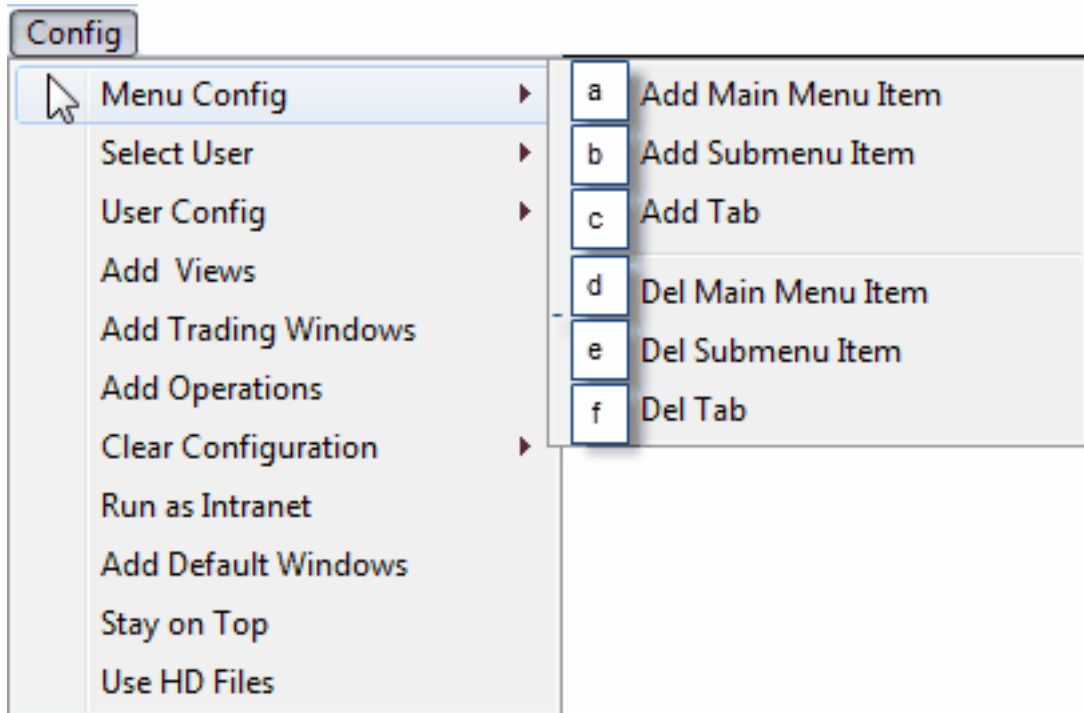 Config
Menu Config
Select User
User Config
Add Views
Add Trading Windows
Add Operations
Clear Configuration
Run as Intranet
Add Default Windows
Stay on Top
Use HD Files
a Add Main Menu Item
b Add Submenu Item
c Add Tab
d Del Main Menu Item
e Del Submenu Item
f Del Tab